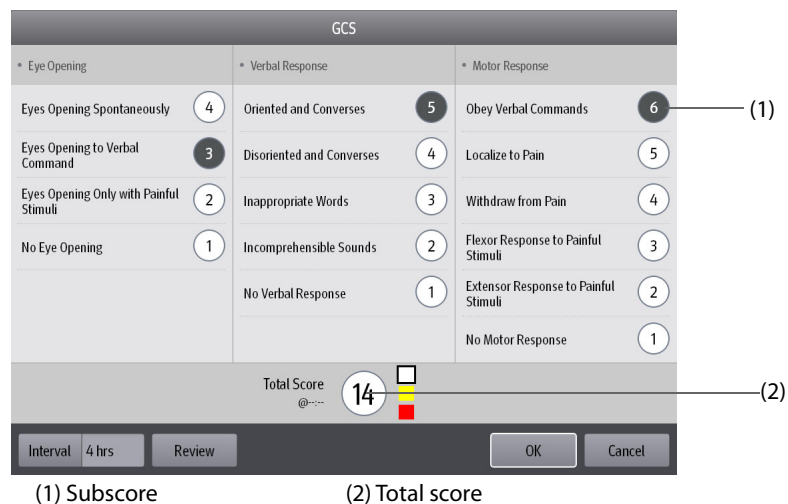 GCS
• Eye Opening
• Verbal Response
• Motor Response
Eyes Opening Spontaneously 4
Oriented and Converses 5
Obey Verbal Commands 6
(1)
Eyes Opening to Verbal
Command 3
Disoriented and Converses 4
Localize to Pain 5
Eyes Opening Only with Painful
Stimuli 2
Inappropriate Words 3
Withdraw from Pain 4
No Eye Opening 1
Incomprehensible Sounds 2
Flexor Response to Painful
Stimuli 3
No Verbal Response 1
Extensor Response to Painful
Stimuli 2
No Motor Response 1
Total Score
@--:--
14
(2)
Interval 4 hrs
Review
OK
Cancel
(1) Subscore
(2) Total score